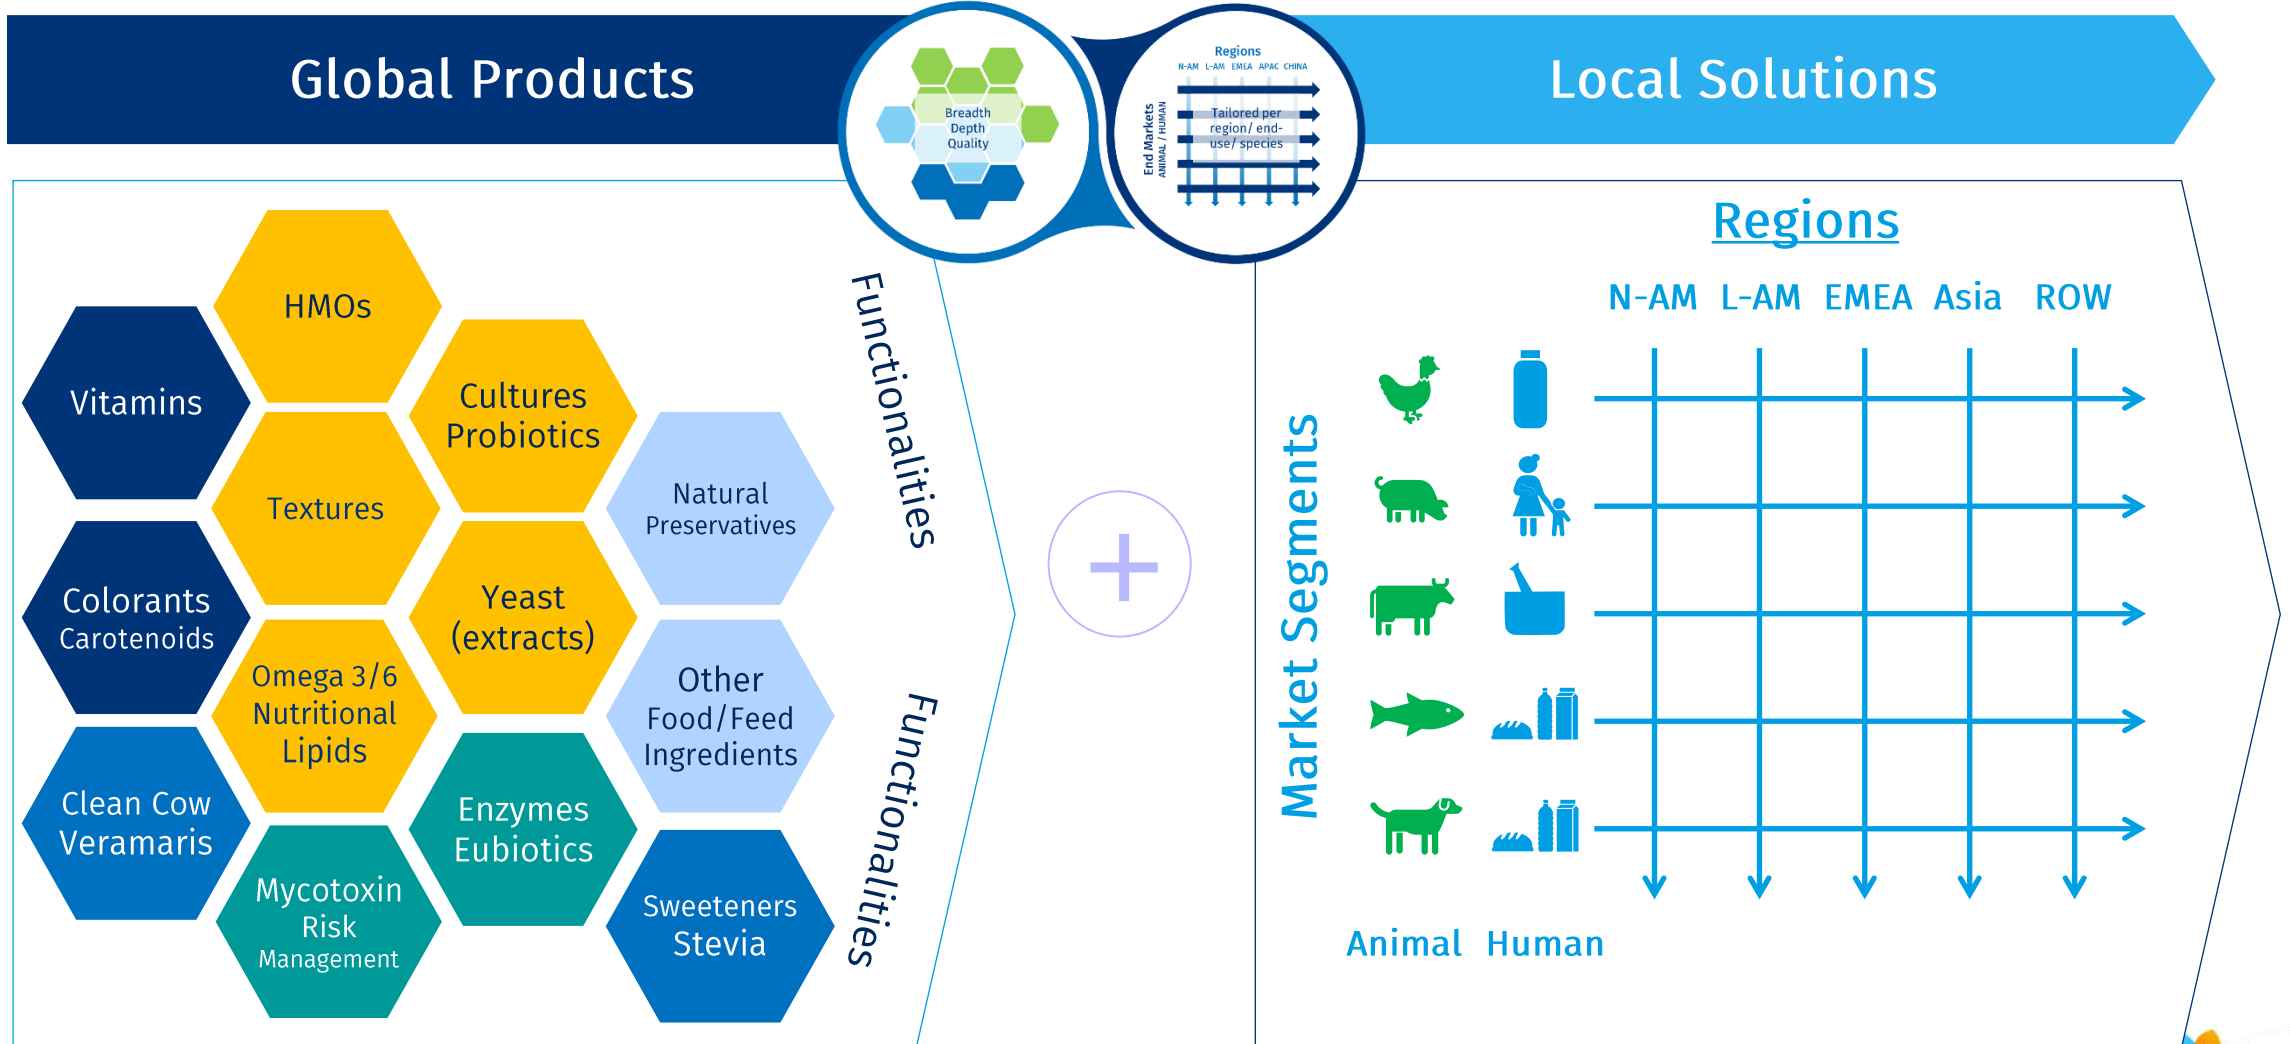 Global Products
Breadth
Depth
Quality
Regions
N-AM L-AM EMEA APAC CHINA
End Markets
ANIMAL / HUMAN
Tailored per
region/ end-
use/ species
Local Solutions
HMOs
Vitamins
Cultures
Probiotics
Textures
Natural
Preservatives
Colorants
Carotenoids
Yeast
(extracts)
Omega 3/6
Nutritional
Lipids
Other
Food/Feed
Ingredients
Clean Cow
Veramaris
Enzymes
Eubiotics
Mycotoxin
Risk
Management
Sweeteners
Stevia
Functionalities
Functionalities
+
Regions
N-AM L-AM EMEA Asia ROW
Market Segments
Animal Human